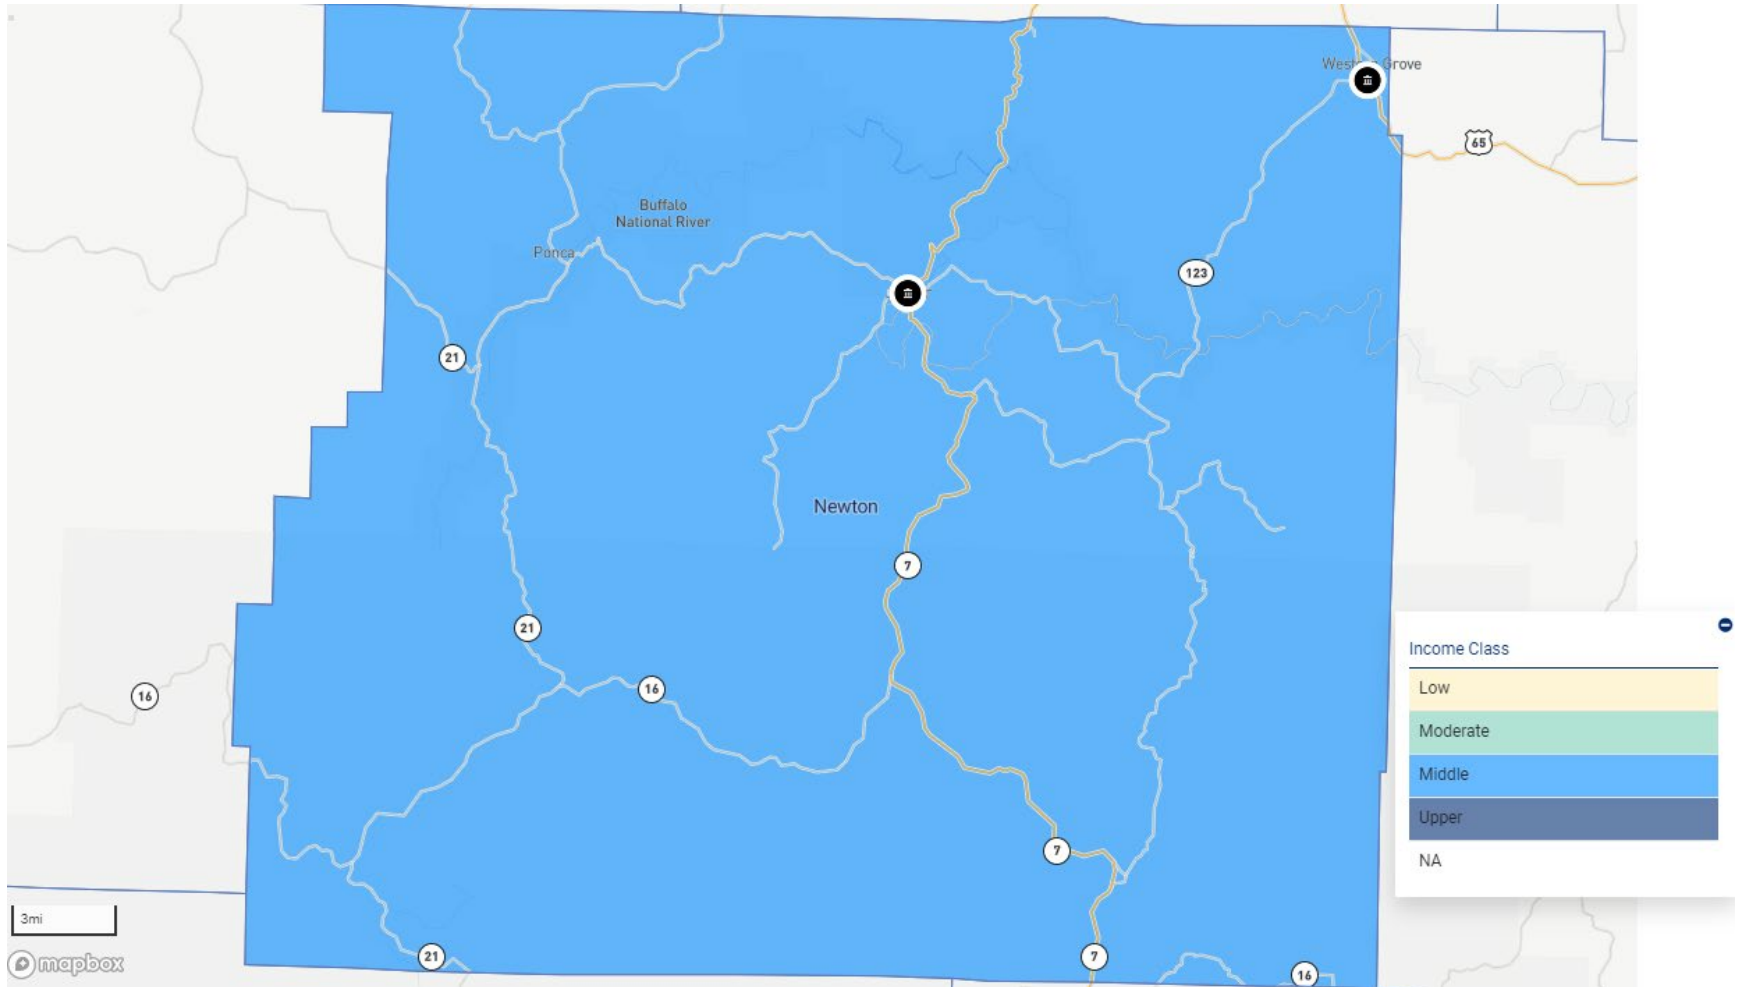 Western Grove
65
Buffalo
National River
Ponca
123
21
Newton
7
21
16
16
7
21
7
16
3mi
mapbox
Income Class
Low
Moderate
Middle
Upper
NA